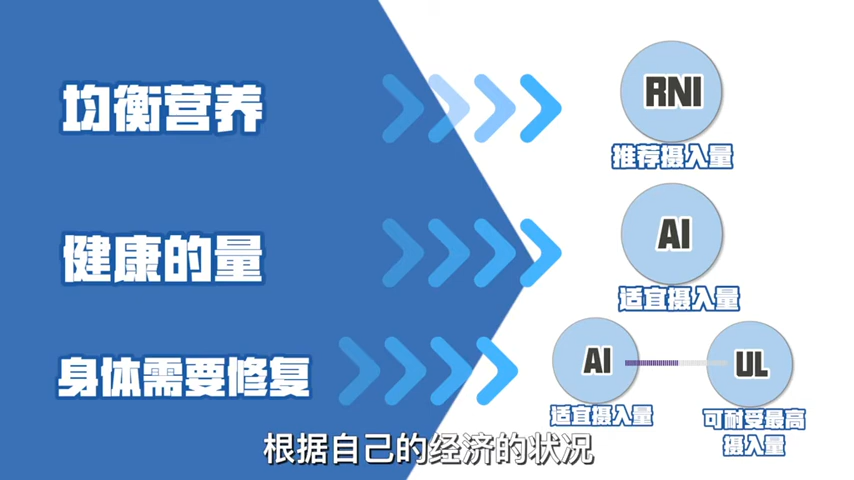 均衡营养
RNI
推荐摄入量
健康的量
AI
适宜摄入量
身体需要修复
AI
适宜摄入量
UL
可耐受最高
摄入量
根据自己的经济的状况